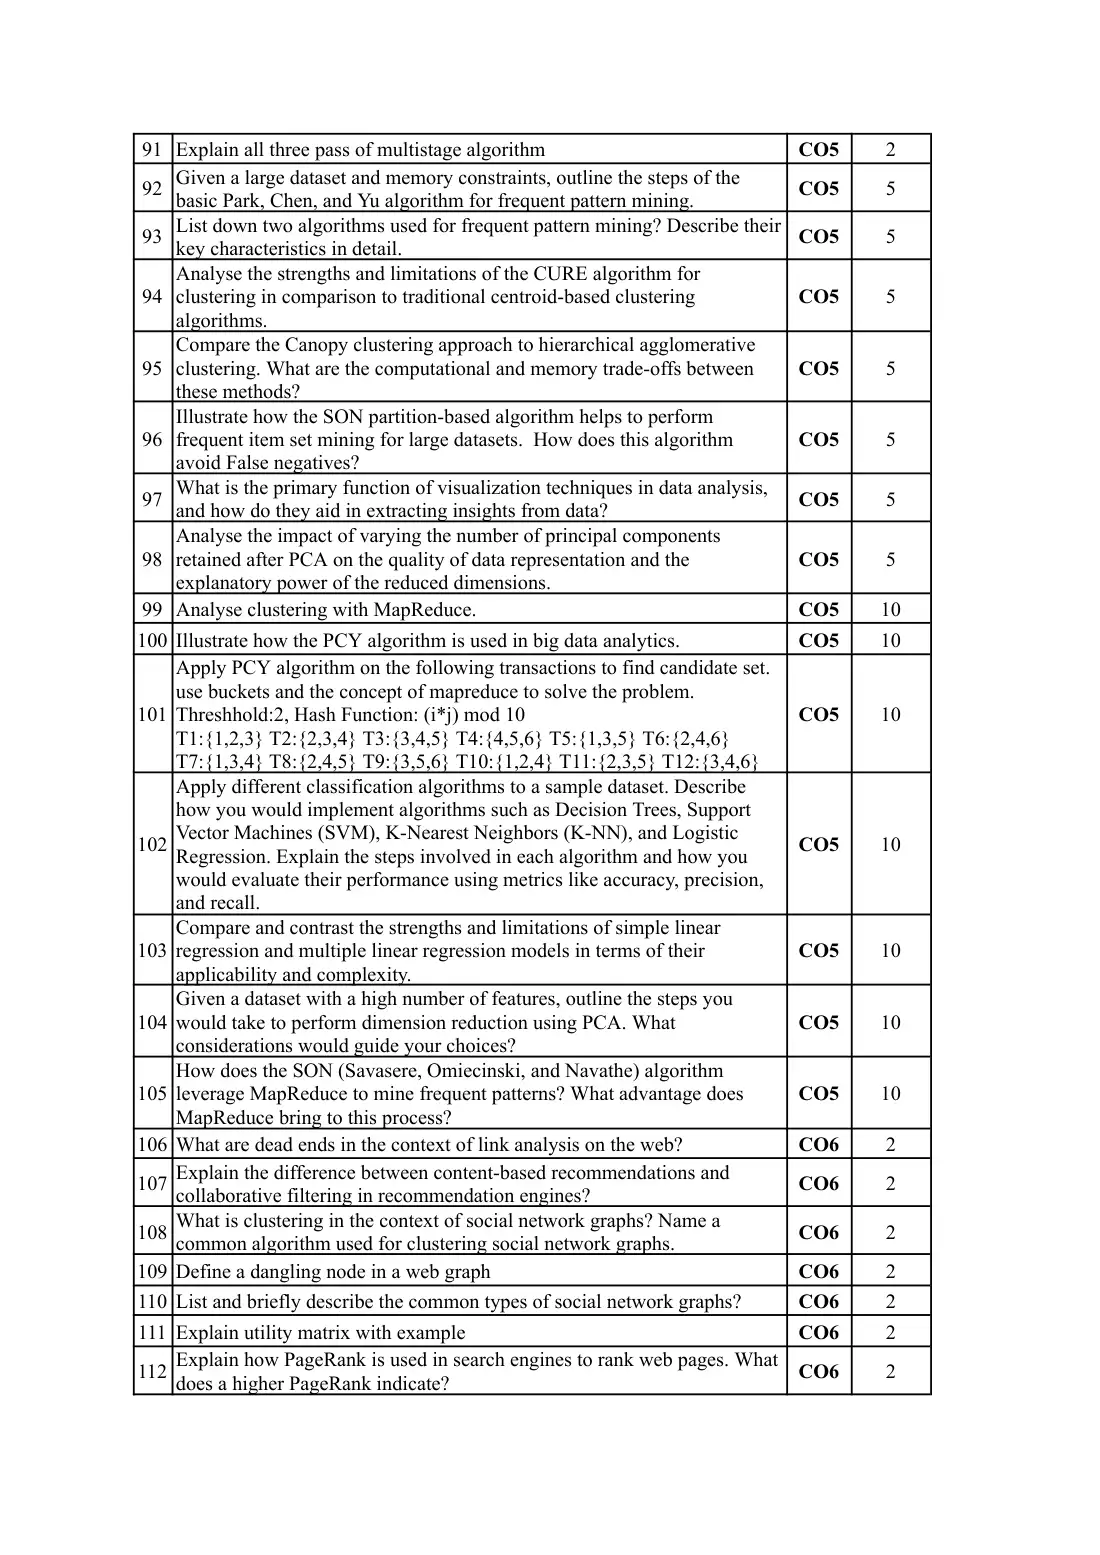 91 Explain all three pass of multistage algorithm CO5 2
Given a large dataset and memory constraints, outline the steps of the
92 CO5 5
basic Park, Chen, and Yu algorithm for frequent pattern mining.
List down two algorithms used for frequent pattern mining? Describe their
93 CO5 5
key characteristics in detail.
Analyse the strengths and limitations of the CURE algorithm for
94 clustering in comparison to traditional centroid-based clustering CO5 5
algorithms.
Compare the Canopy clustering approach to hierarchical agglomerative
95 clustering. What are the computational and memory trade-offs between CO5 5
these methods?
Illustrate how the SON partition-based algorithm helps to perform
96 frequent item set mining for large datasets. How does this algorithm CO5 5
avoid False negatives?
What is the primary function of visualization techniques in data analysis,
97 CO5 5
and how do they aid in extracting insights from data?
Analyse the impact of varying the number of principal components
98 retained after PCA on the quality of data representation and the CO5 5
explanatory power of the reduced dimensions.
99 Analyse clustering with MapReduce. CO5 10
100 Illustrate how the PCY algorithm is used in big data analytics. CO5 10
Apply PCY algorithm on the following transactions to find candidate set.
use buckets and the concept of mapreduce to solve the problem.
101 Threshhold:2, Hash Function: (i*j) mod 10 CO5 10
T1:{1,2,3} T2:{2,3,4} T3:{3,4,5} T4:{4,5,6} T5:{1,3,5} T6:{2,4,6}
T7:{1,3,4} T8:{2,4,5} T9:{3,5,6} T10:{1,2,4} T11:{2,3,5} T12:{3,4,6}
Apply different classification algorithms to a sample dataset. Describe
how you would implement algorithms such as Decision Trees, Support
Vector Machines (SVM), K-Nearest Neighbors (K-NN), and Logistic
102 Regression. Explain the steps involved in each algorithm and how you CO5 10
would evaluate their performance using metrics like accuracy, precision,
and recall.
Compare and contrast the strengths and limitations of simple linear
103 regression and multiple linear regression models in terms of their CO5 10
applicability and complexity.
Given a dataset with a high number of features, outline the steps you
104 would take to perform dimension reduction using PCA. What CO5 10
considerations would guide your choices?
How does the SON (Savasere, Omiecinski, and Navathe) algorithm
105 leverage MapReduce to mine frequent patterns? What advantage does CO5 10
MapReduce bring to this process?
106 What are dead ends in the context of link analysis on the web? CO6 2
Explain the difference between content-based recommendations and
107 CO6 2
collaborative filtering in recommendation engines?
What is clustering in the context of social network graphs? Name a
108 CO6 2
common algorithm used for clustering social network graphs.
109 Define a dangling node in a web graph CO6 2
110 List and briefly describe the common types of social network graphs? CO6 2
111 Explain utility matrix with example CO6 2
Explain how PageRank is used in search engines to rank web pages. What
112 CO6 2
does a higher PageRank indicate?